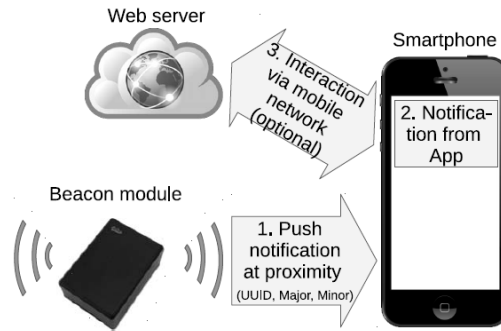 Web server
Smartphone
3. Interaction
via mobile
network
(optional)
2. Notifica-
tion from
App
Beacon module
1. Push
notification
at proximity
(UUID, Major, Minor)